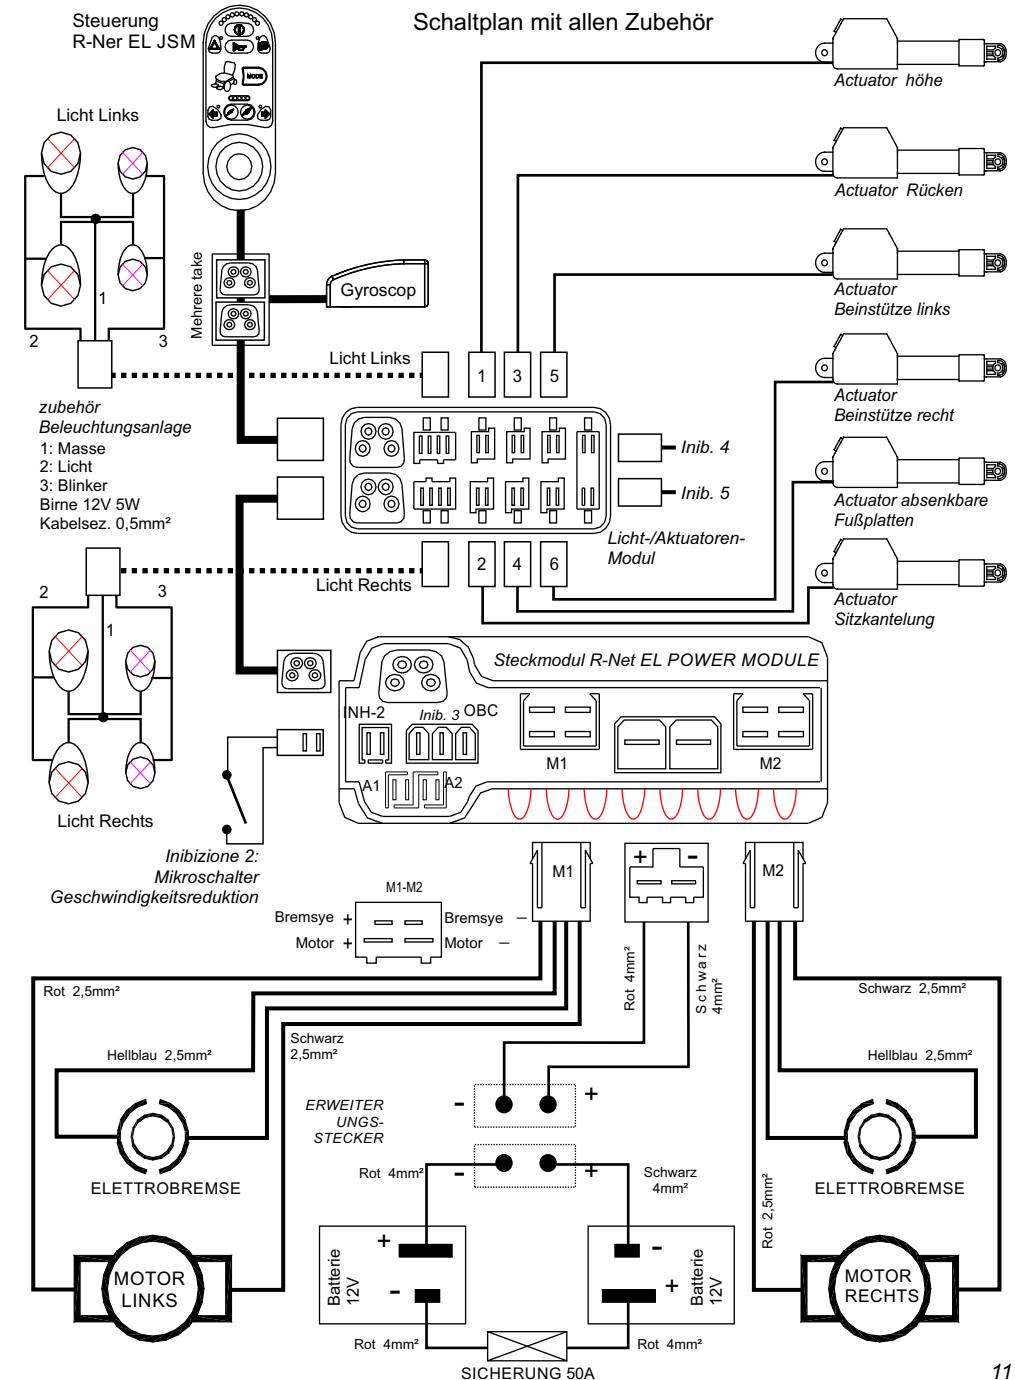 Steuerung
R-Ner EL JSM
Schaltplan mit allen Zubehör
MODE
Actuator höhe
Licht Links
Actuator Rücken
Mehrere take
Gyroscop
Actuator
Beinstütze links
1
2
3
Licht Links
1
3
5
Actuator
Beinstütze recht
zubehör
Beleuchtungsanlage
1: Masse
2: Licht
3: Blinker
Birne 12V 5W
Kabelsez. 0,5mm²
Inib. 4
Inib. 5
Actuator absenkbare
Fußplatten
Licht-/Aktuatoren-
Modul
Licht Rechts
2
4
6
Actuator
Sitzkantelung
2
3
1
Licht Rechts
Steckmodul R-Net EL POWER MODULE
INH-2
Inib. 3
OBC
M1
M2
A1
A2
Inibizione 2:
Mikroschalter
Geschwindigkeitsreduktion
M1
+
-
M2
M1-M2
Bremsye +
Bremsye –
Motor +
Motor –
Rot 2,5mm²
Rot 4mm²
Schwarz
4mm²
Schwarz 2,5mm²
Schwarz
2,5mm²
Hellblau 2,5mm²
Hellblau 2,5mm²
ERWEITER
UNGS-
STECKER
-
+
-
+
Rot 4mm²
Schwarz
4mm²
ELETTROBREMSE
ELETTROBREMSE
Rot 2,5mm²
Batterie
12V
+
-
-
+
Batterie
12V
MOTOR
LINKS
MOTOR
RECHTS
Rot 4mm²
Rot 4mm²
SICHERUNG 50A
11